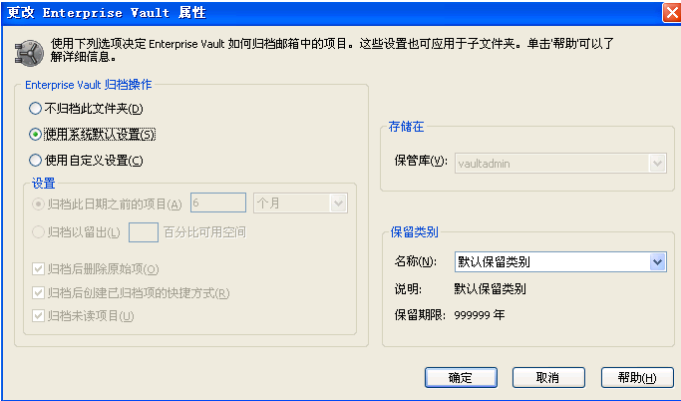 更改 Enterprise Vault 属性
使用下列选项决定 Enterprise Vault 如何归档邮箱中的项目。这些设置也可应用于子文件夹。单击'帮助'可以了
解详细信息。
Enterprise Vault 归档操作
不归档此文件夹(D)
使用系统默认设置(S)
使用自定义设置(C)
设置
归档此日期之前的项目(A) 6 个月
归档以留出(L) 百分比可用空间
归档后删除原始项(O)
归档后创建已归档项的快捷方式(R)
归档未读项目(U)
存储在
保管库(V): vaultadmin
保留类别
名称(N): 默认保留类别
说明: 默认保留类别
保留期限: 999999 年
确定 取消 帮助(H)